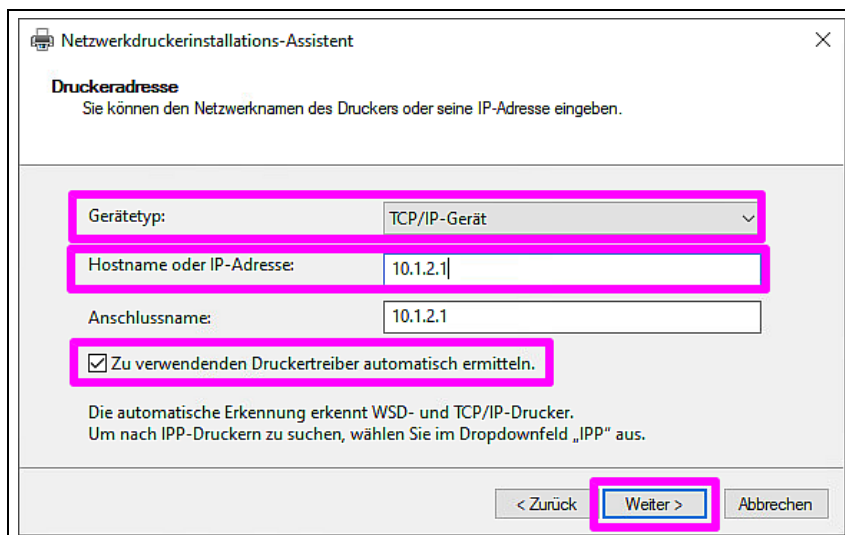 Netzwerkdruckerinstallations-Assistent
Druckeradresse
Sie können den Netzwerknamen des Druckers oder seine IP-Adresse eingeben.
Gerätetyp: TCP/IP-Gerät
Hostname oder IP-Adresse: 10.1.2.1
Anschlussname: 10.1.2.1
Zu verwendenden Druckertreiber automatisch ermitteln.
Die automatische Erkennung erkennt WSD- und TCP/IP-Drucker.
Um nach IPP-Druckern zu suchen, wählen Sie im Dropdownfeld „IPP“ aus.
< Zurück Weiter > Abbrechen